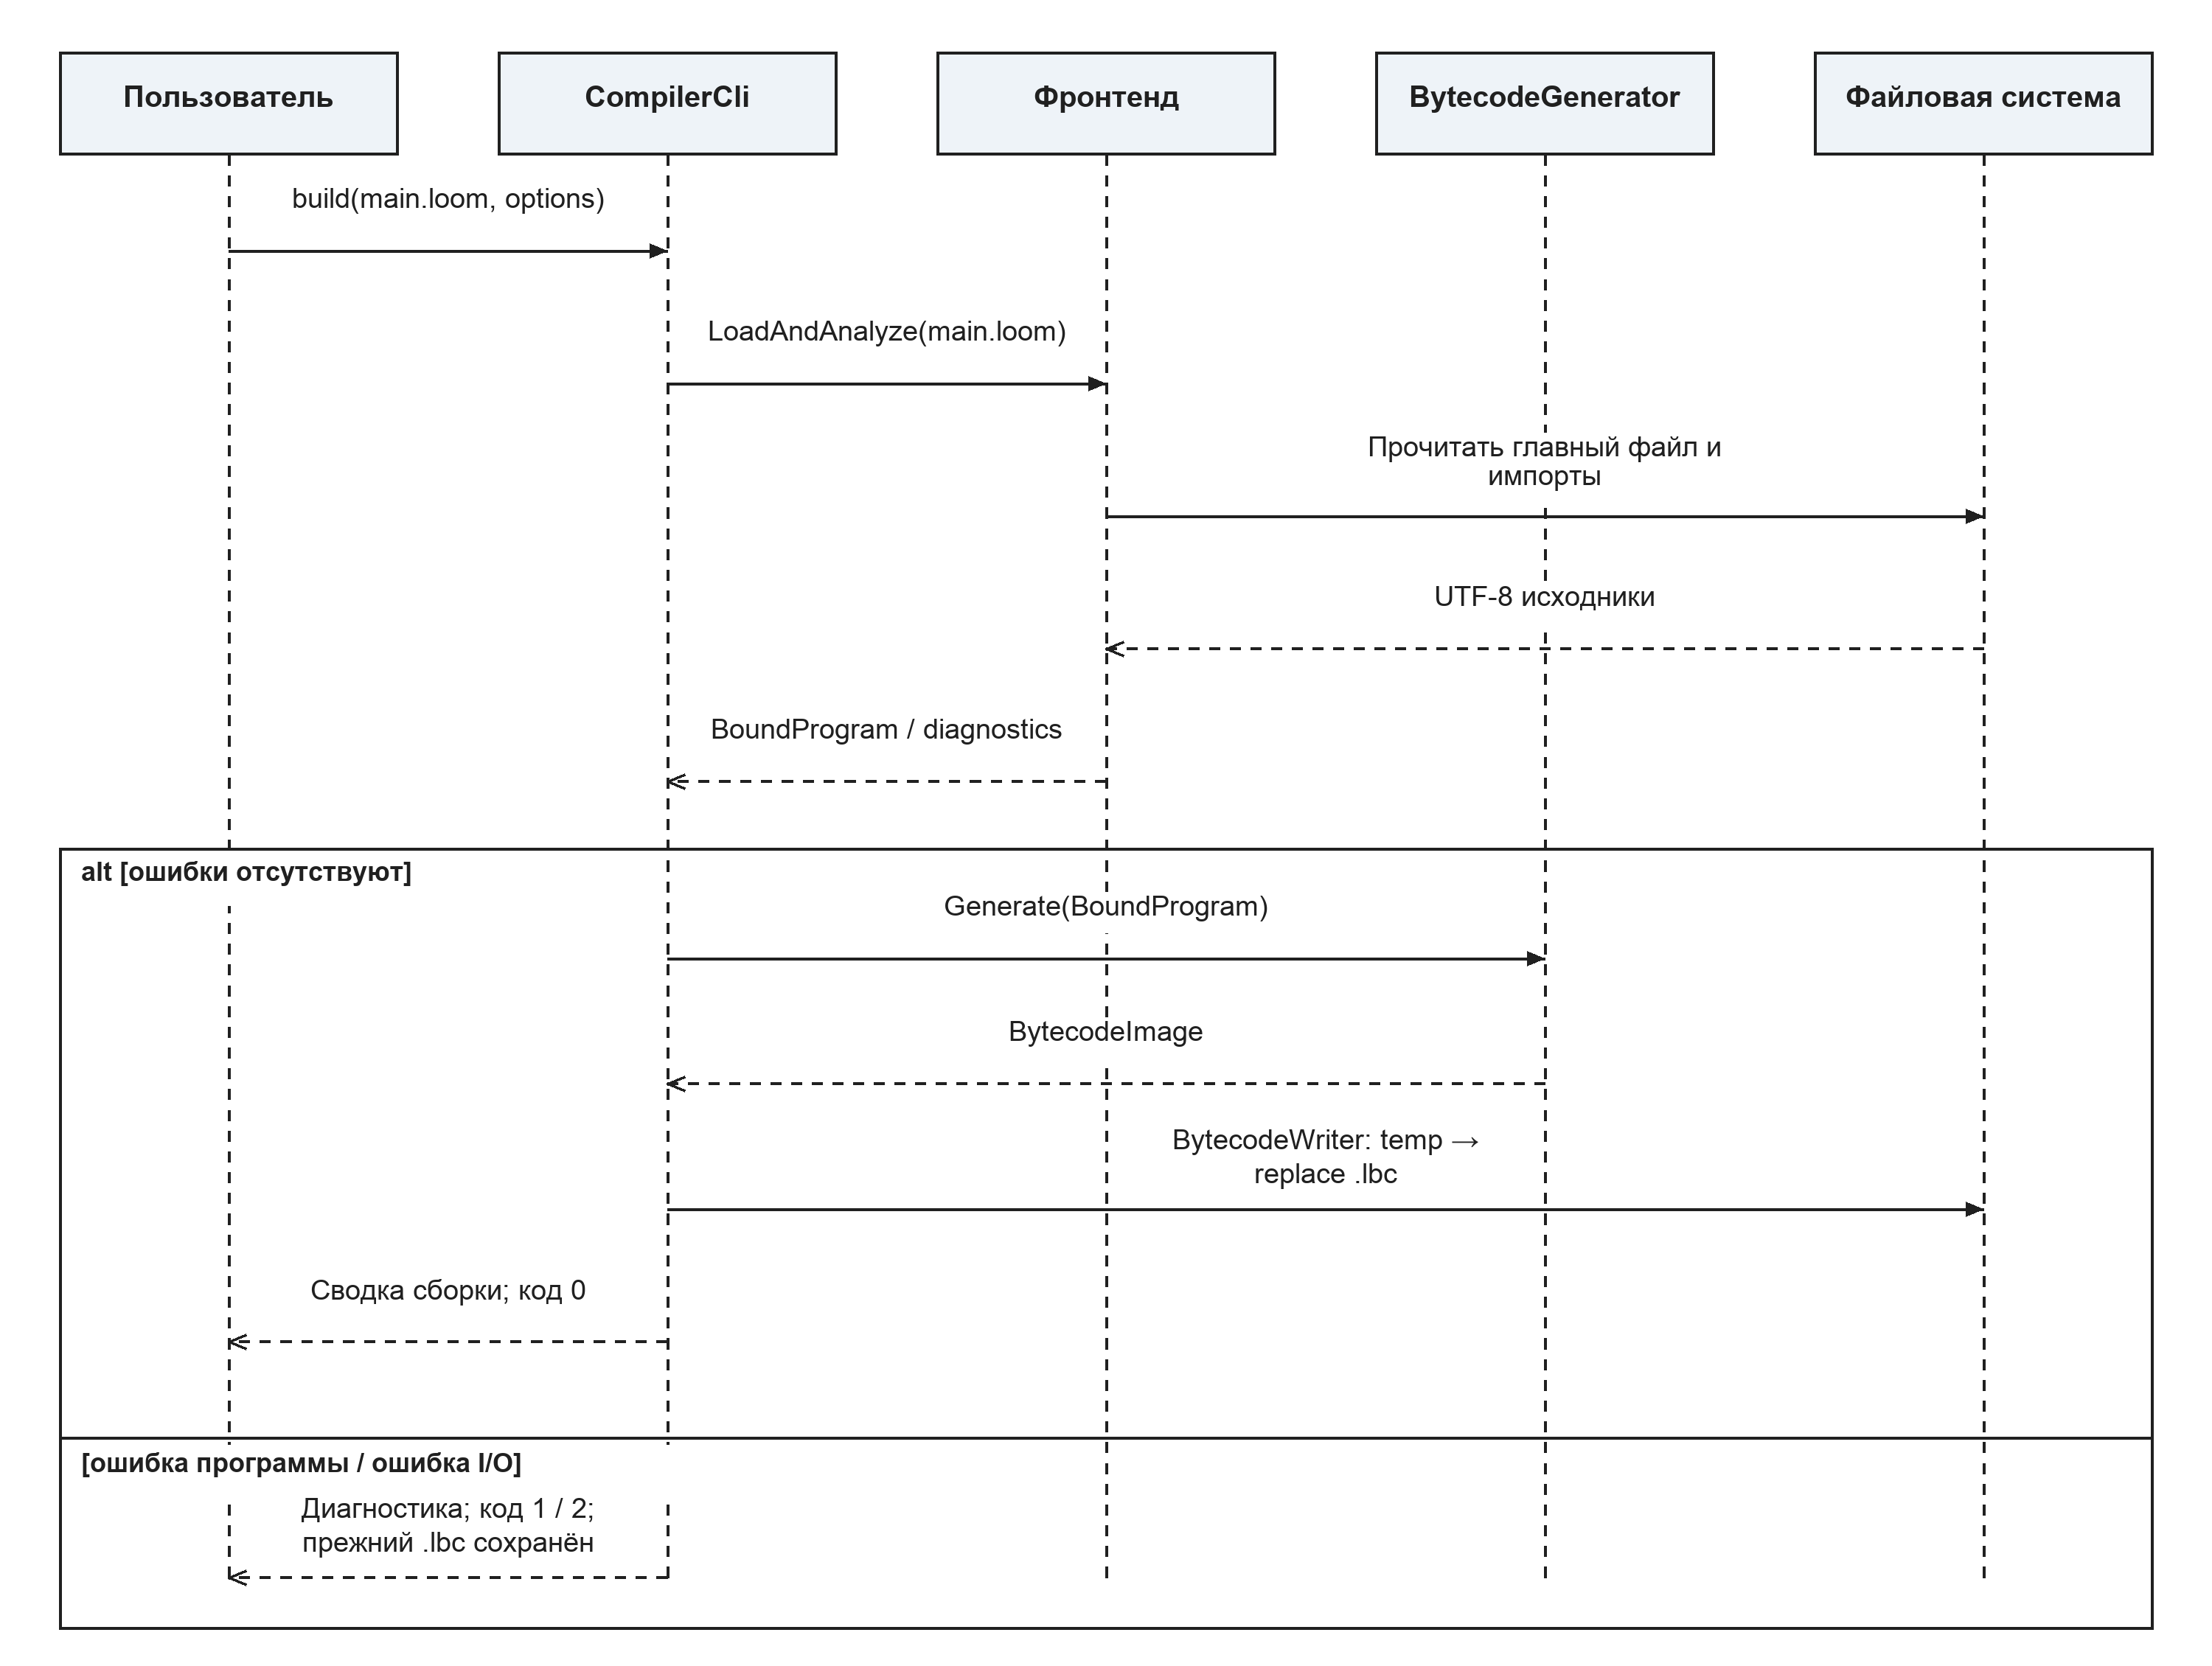 Пользователь
CompilerCli
Фронтенд
BytecodeGenerator
Файловая система
build(main.loom, options)
LoadAndAnalyze(main.loom)
Прочитать главный файл и
импорты
UTF-8 исходники
BoundProgram / diagnostics
alt [ошибки отсутствуют]
Generate(BoundProgram)
BytecodeImage
BytecodeWriter: temp →
replace .lbc
Сводка сборки; код 0
[ошибка программы / ошибка I/O]
Диагностика; код 1 / 2;
прежний .lbc сохранён